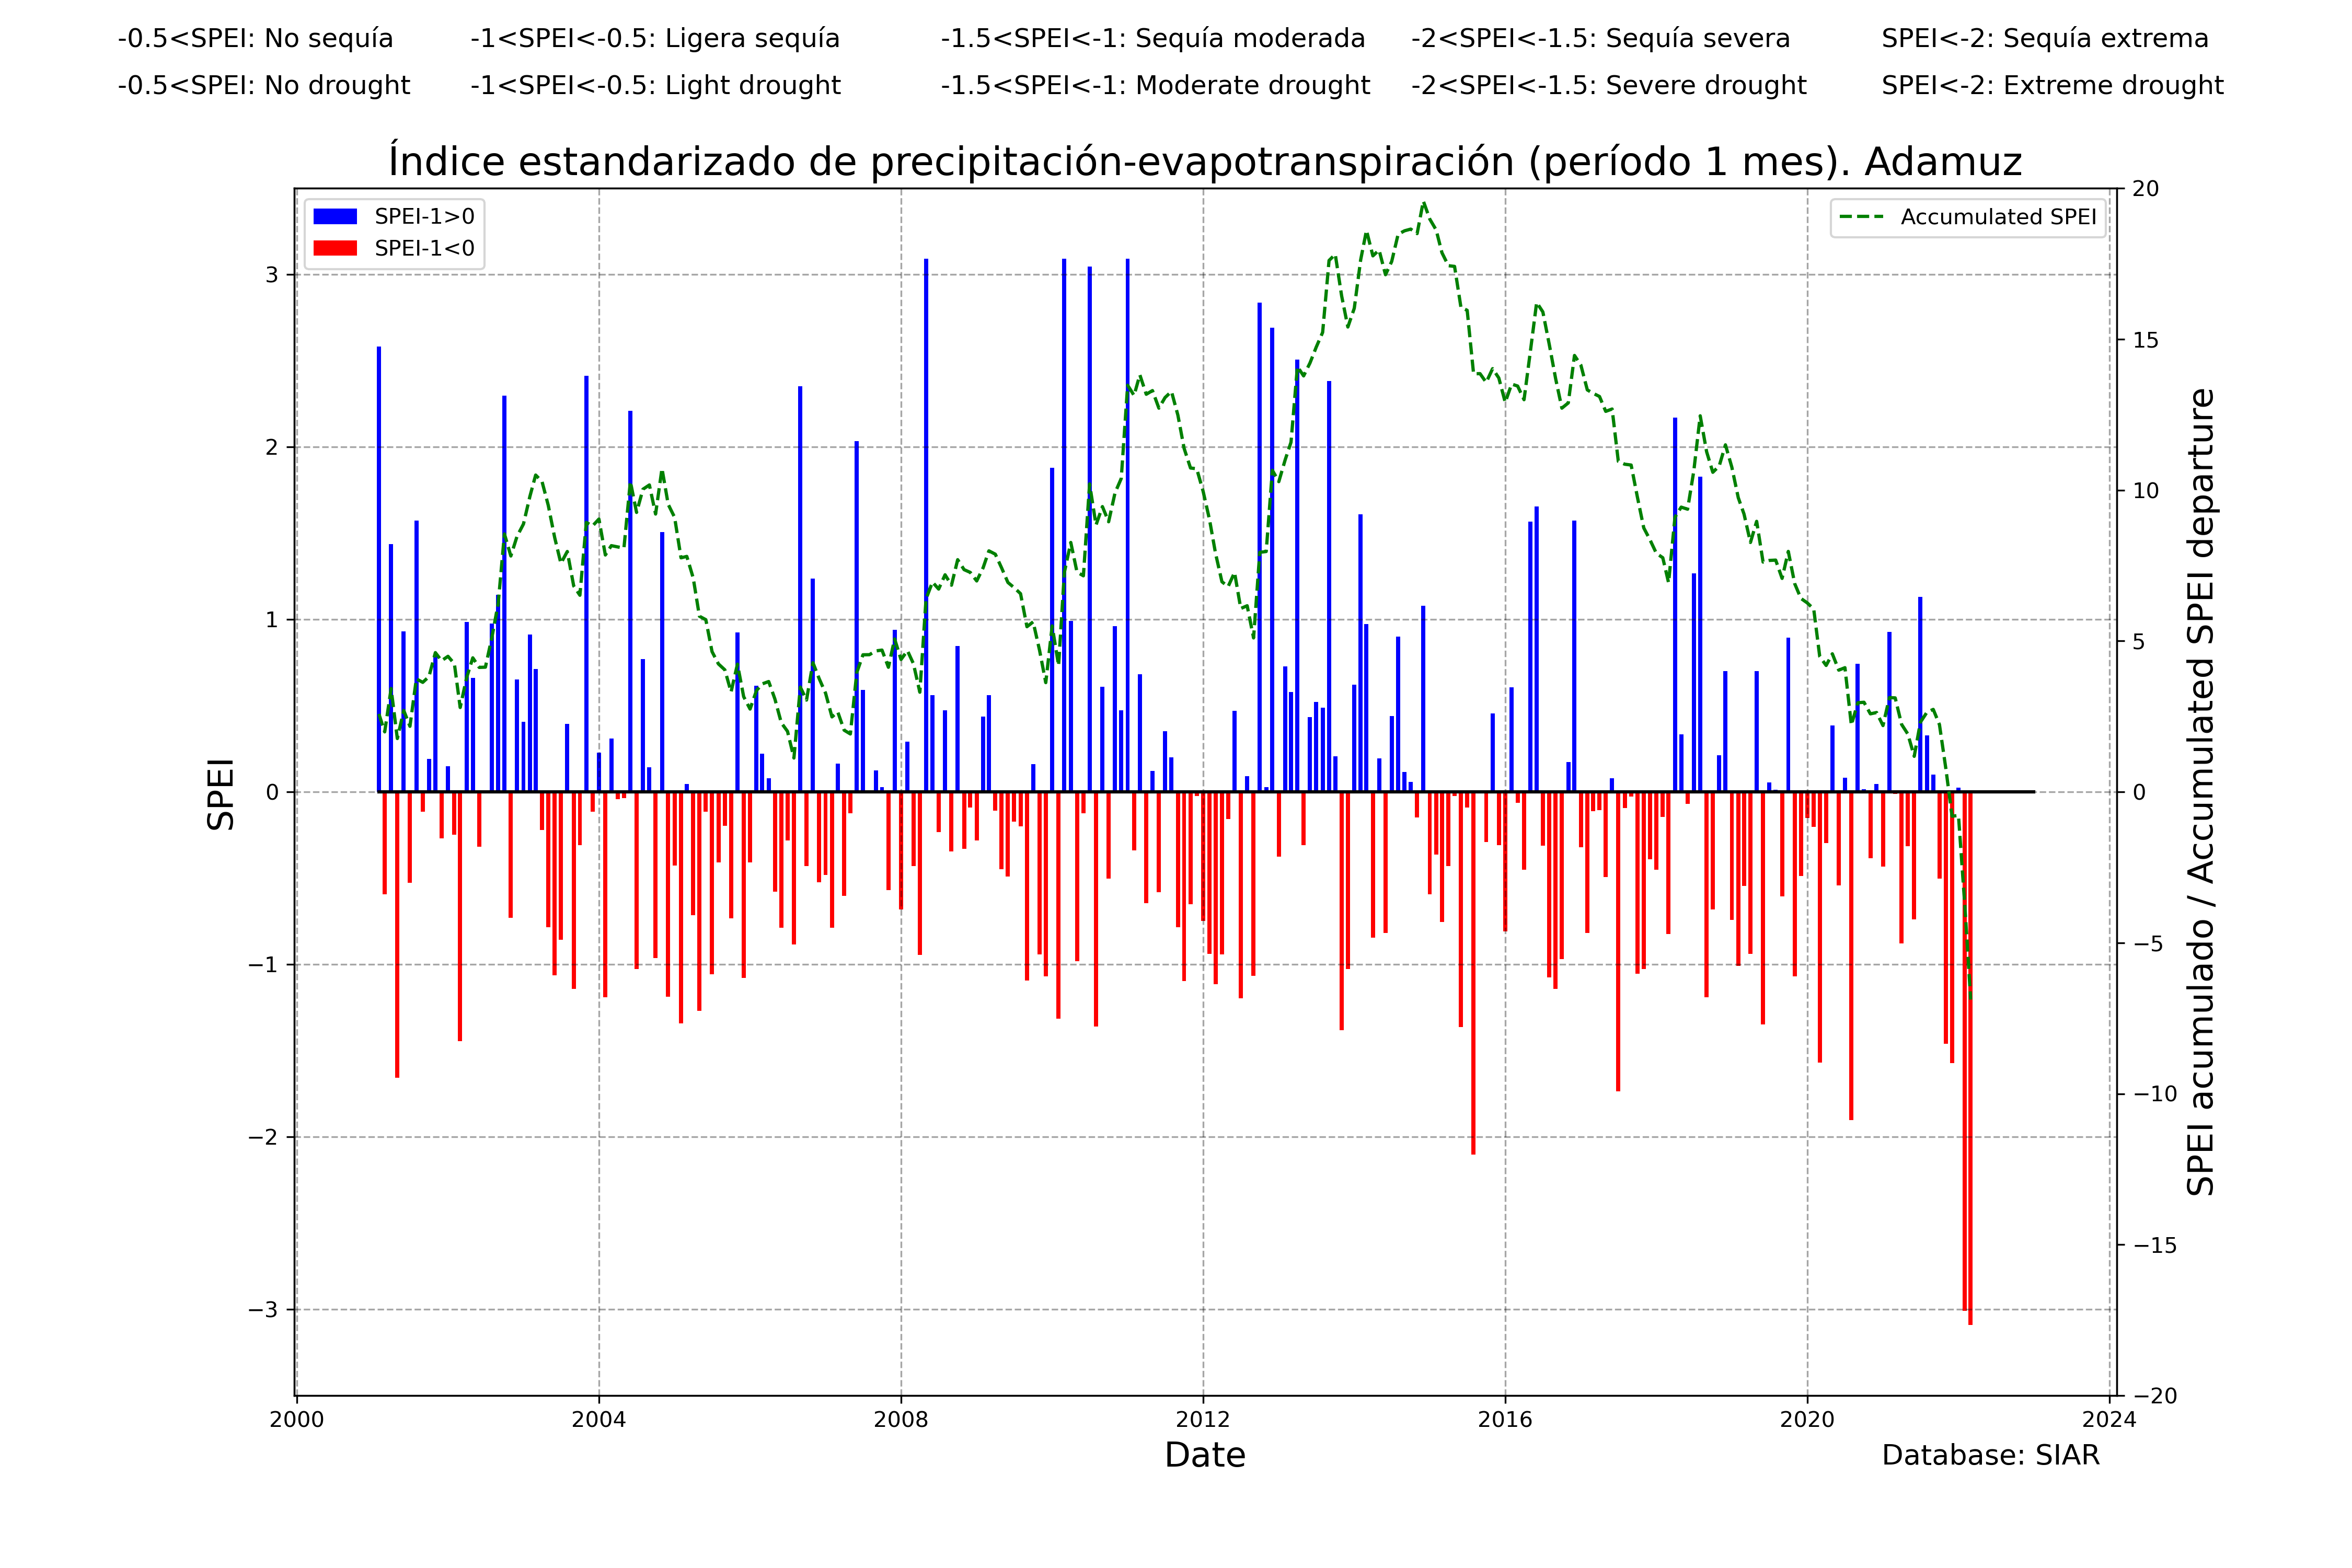 -0.5<SPEI: No sequía -1<SPEI<-0.5: Ligera sequía -1.5<SPEI<-1: Sequía moderada -2<SPEI<-1.5: Sequía severa SPEI<-2: Sequía extrema
-0.5<SPEI: No drought -1<SPEI<-0.5: Light drought -1.5<SPEI<-1: Moderate drought -2<SPEI<-1.5: Severe drought SPEI<-2: Extreme drought
Índice estandarizado de precipitación-evapotranspiración (período 1 mes). Adamuz
SPEI-1>0
SPEI-1<0
Accumulated SPEI
3
2
1
0
−1
−2
−3
SPEI
20
15
10
5
0
−5
−10
−15
−20
SPEI acumulado / Accumulated SPEI departure
2000 2004 2008 2012 2016 2020 2024
Date
Database: SIAR